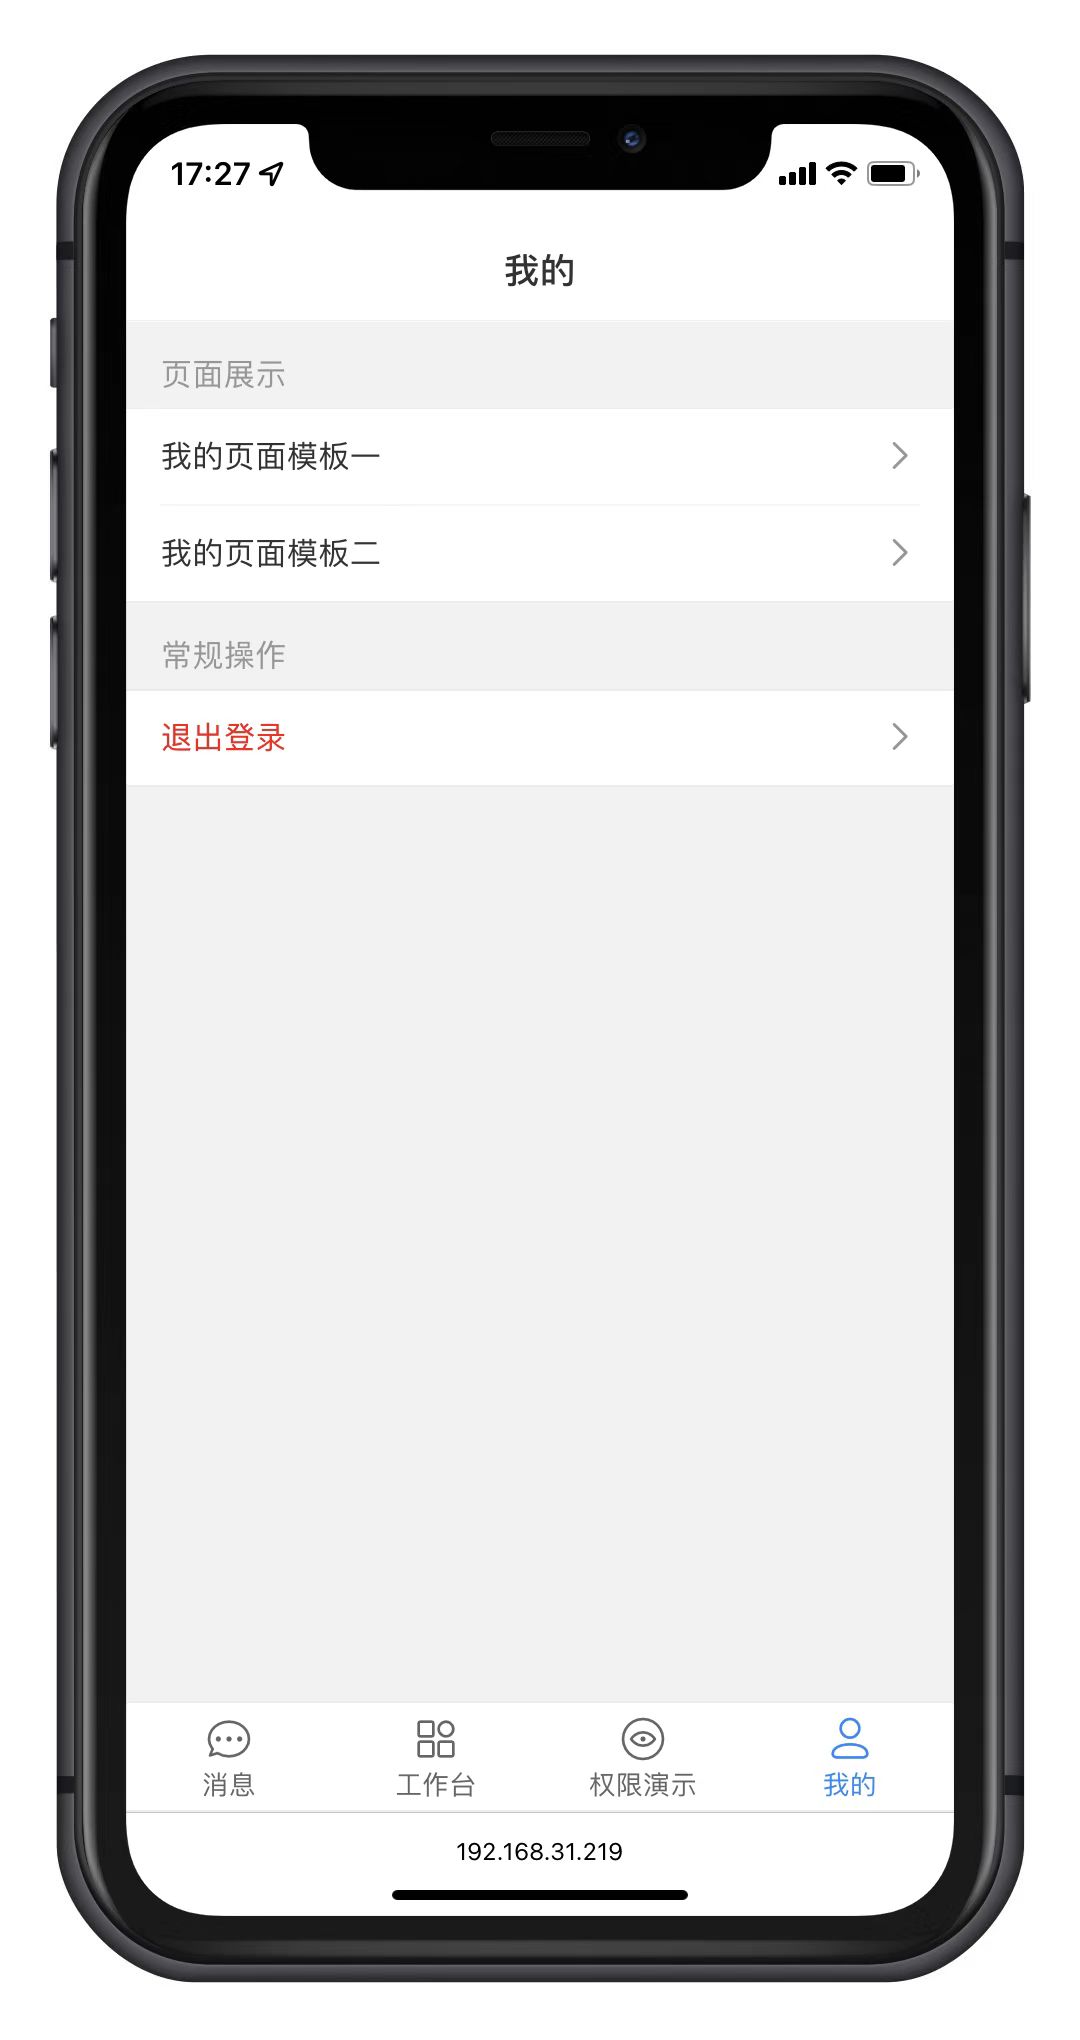 17:27
我的
页面展示
我的页面模板一
我的页面模板二
常规操作
退出登录
消息 工作台 权限演示 我的
192.168.31.219